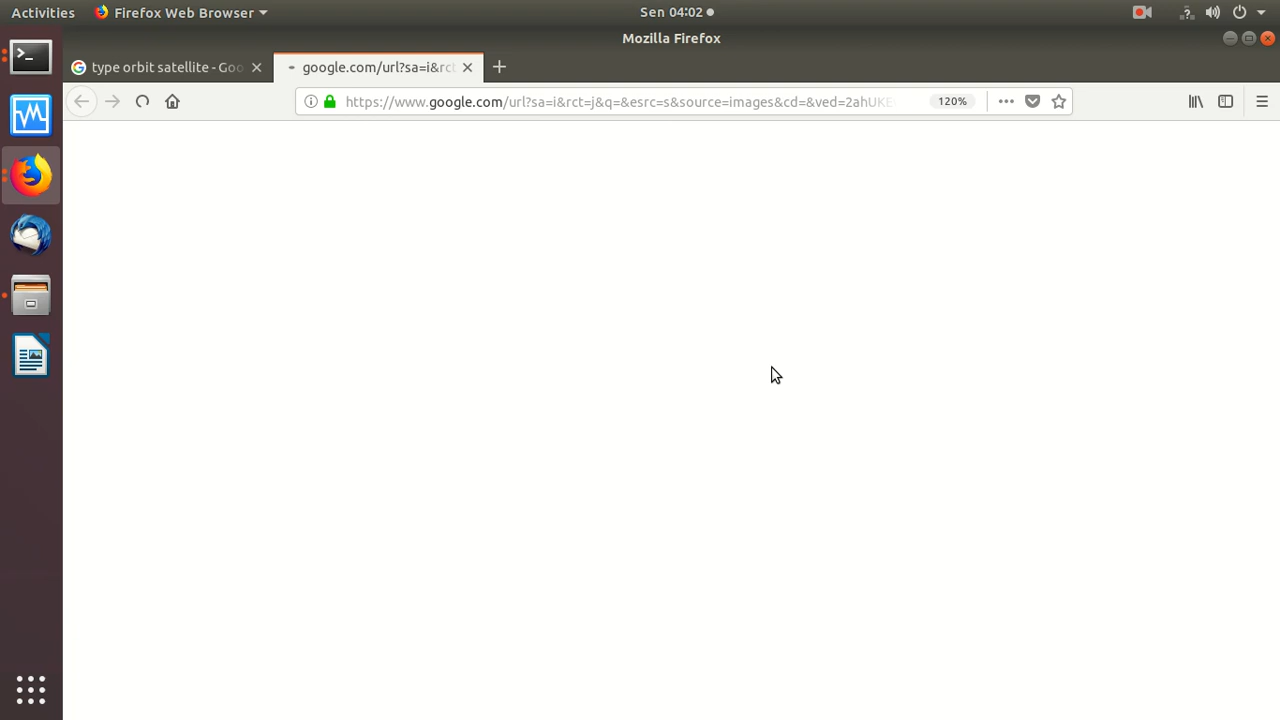 Activities Firefox Web Browser Sen 04:02
Mozilla Firefox
type orbit satellite - Goo google.com/url?sa=i&rct
https://www.google.com/url?sa=i&rct=j&q=&esrc=s&source=images&cd=&ved=2ahUKE 120%